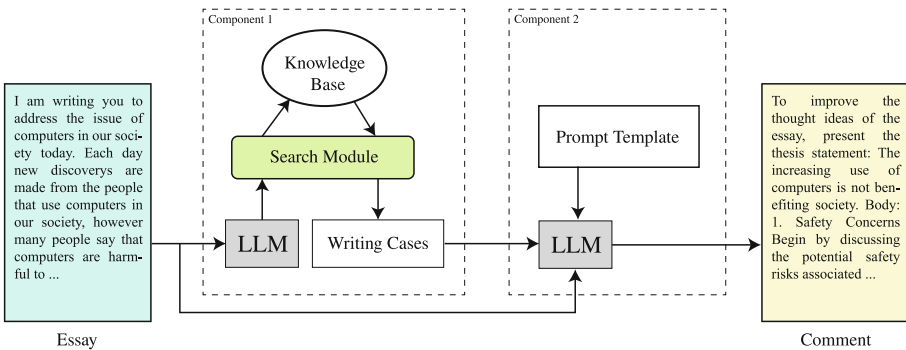 Component 1
Component 2
Knowledge
Base
Search Module
LLM
Writing Cases
Prompt Template
LLM
I am writing you to
address the issue of
computers in our soci-
ety today. Each day
new discoverys are
made from the people
that use computers in
our society, however
many people say that
computers are harm-
ful to ...
Essay
To improve the
thought ideas of the
essay, present the
thesis statement: The
increasing use of
computers is not ben-
efiting society. Body:
1. Safety Concerns
Begin by discussing
the potential safety
risks associated ...
Comment